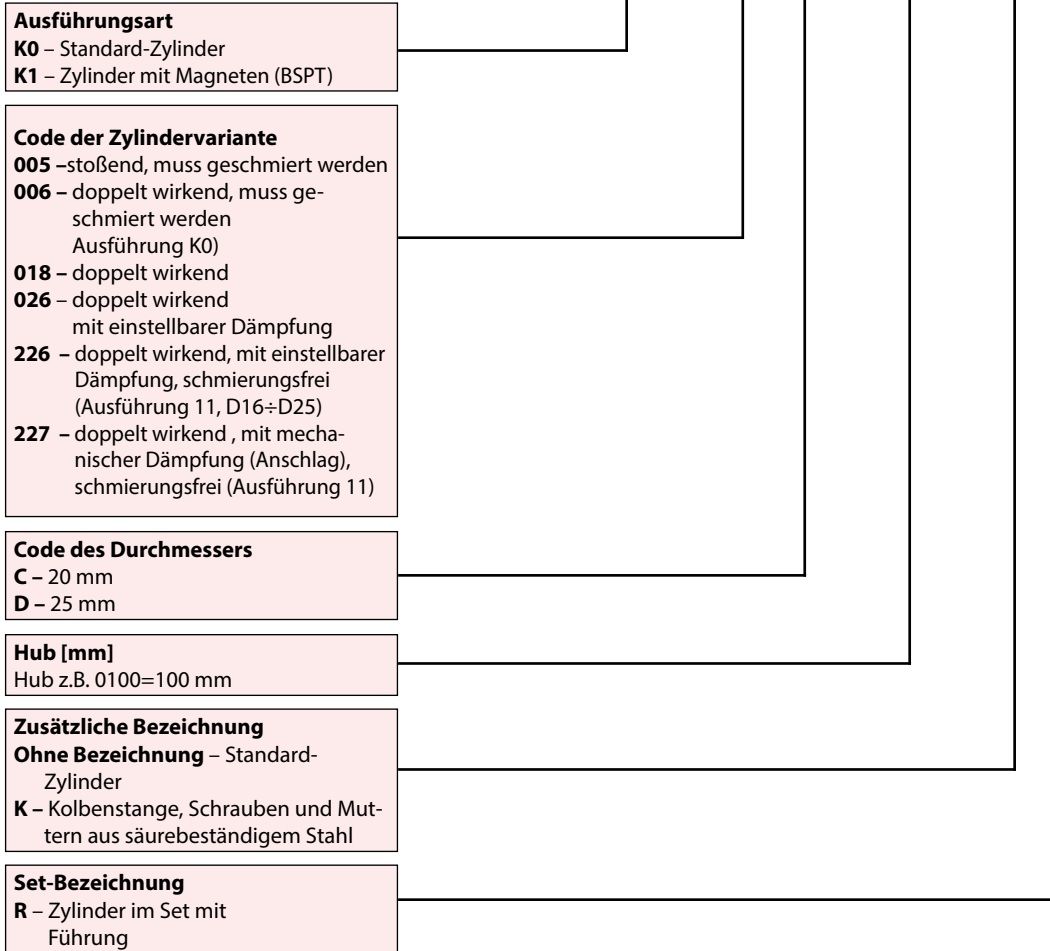 Ausführungsart
K0 – Standard-Zylinder
K1 – Zylinder mit Magneten (BSPT)
Code der Zylindervariante
005 –stoßend, muss geschmiert werden
006 – doppelt wirkend, muss ge-
schmiert werden
Ausführung K0)
018 – doppelt wirkend
026 – doppelt wirkend
mit einstellbarer Dämpfung
226 – doppelt wirkend, mit einstellbarer
Dämpfung, schmierungsfrei
(Ausführung 11, D16÷D25)
227 – doppelt wirkend , mit mecha-
nischer Dämpfung (Anschlag),
schmierungsfrei (Ausführung 11)
Code des Durchmessers
C – 20 mm
D – 25 mm
Hub [mm]
Hub z.B. 0100=100 mm
Zusätzliche Bezeichnung
Ohne Bezeichnung – Standard-
Zylinder
K – Kolbenstange, Schrauben und Mut-
tern aus säurebeständigem Stahl
Set-Bezeichnung
R – Zylinder im Set mit
Führung